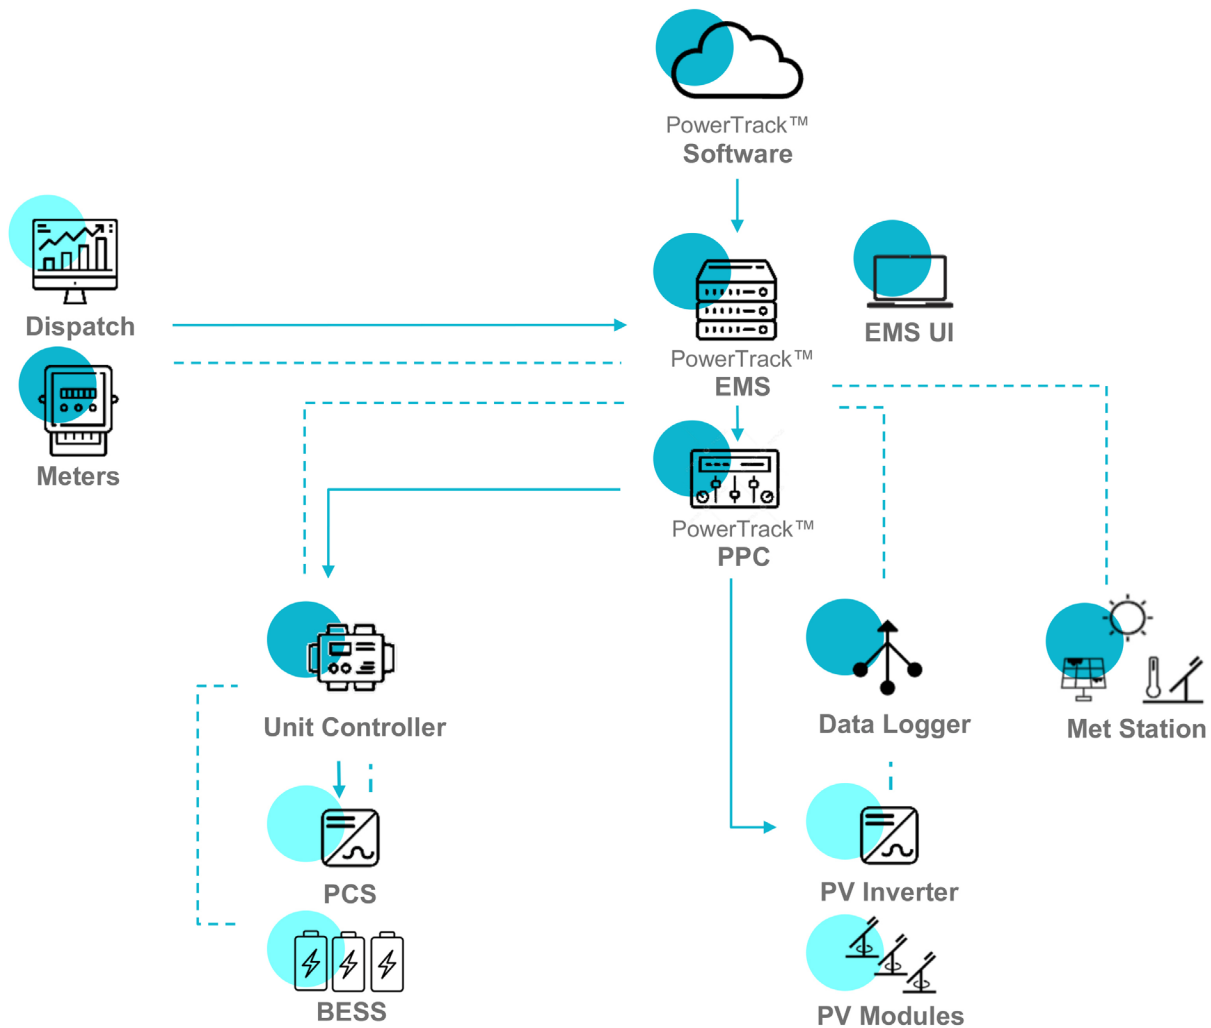 PowerTrack™
Software
Dispatch
PowerTrack™
EMS
EMS UI
Meters
PowerTrack™
PPC
Unit Controller
Data Logger
Met Station
PCS
PV Inverter
BESS
PV Modules